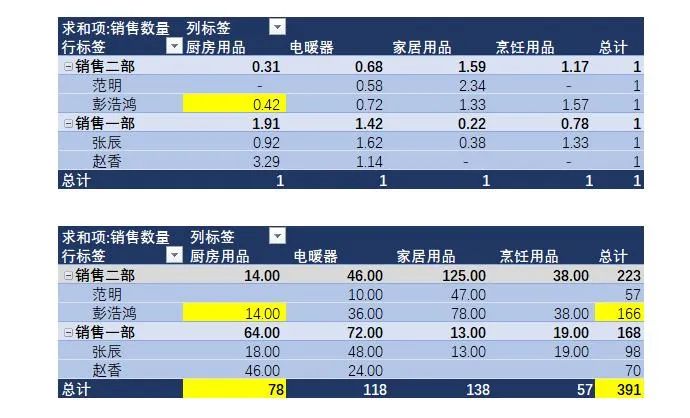 求和项:销售数量 列标签
行标签 厨房用品 电暖器 家居用品 烹饪用品 总计
销售二部 0.31 0.68 1.59 1.17 1
范明 - 0.58 2.34 - 1
彭浩鸿 0.42 0.72 1.33 1.57 1
销售一部 1.91 1.42 0.22 0.78 1
张辰 0.92 1.62 0.38 1.33 1
赵香 3.29 1.14 - - 1
总计 1 1 1 1 1
求和项:销售数量 列标签
行标签 厨房用品 电暖器 家居用品 烹饪用品 总计
销售二部 14.00 46.00 125.00 38.00 223
范明 10.00 47.00 57
彭浩鸿 14.00 36.00 78.00 38.00 166
销售一部 64.00 72.00 13.00 19.00 168
张辰 18.00 48.00 13.00 19.00 98
赵香 46.00 24.00 70
总计 78 118 138 57 391